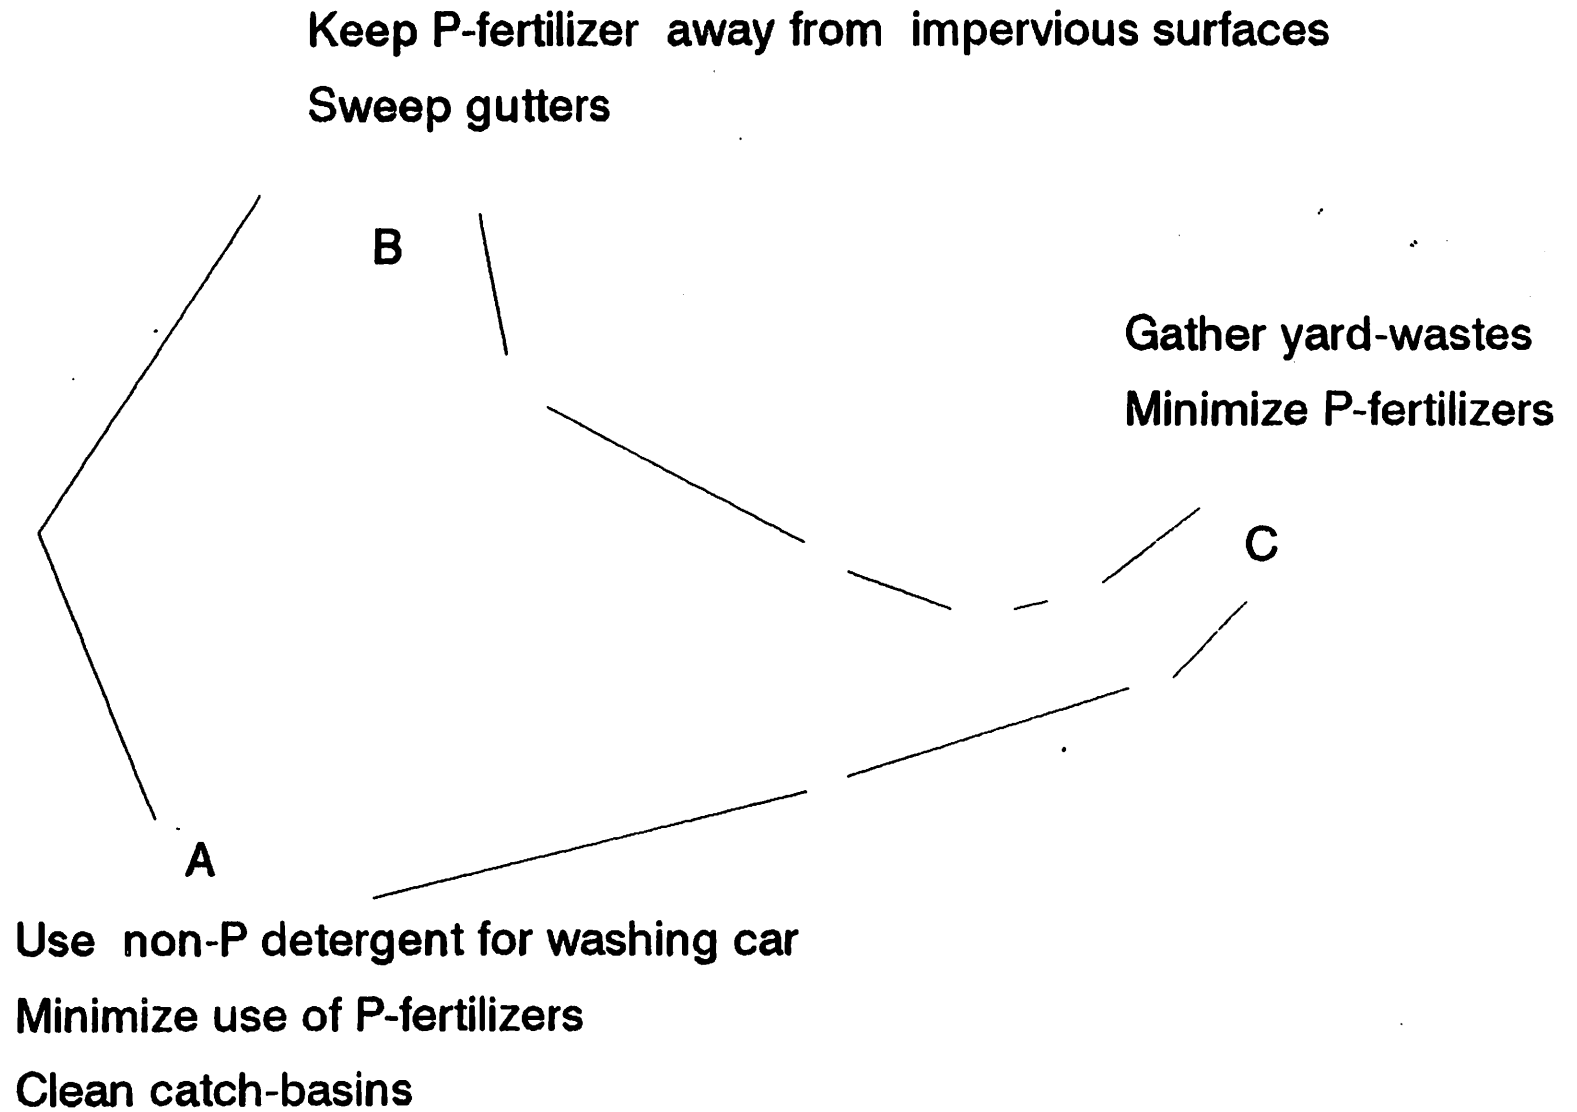 Keep P-fertilizer away from impervious surfaces
Sweep gutters
B
Gather yard-wastes
Minimize P-fertilizers
C
A
Use non-P detergent for washing car
Minimize use of P-fertilizers
Clean catch-basins